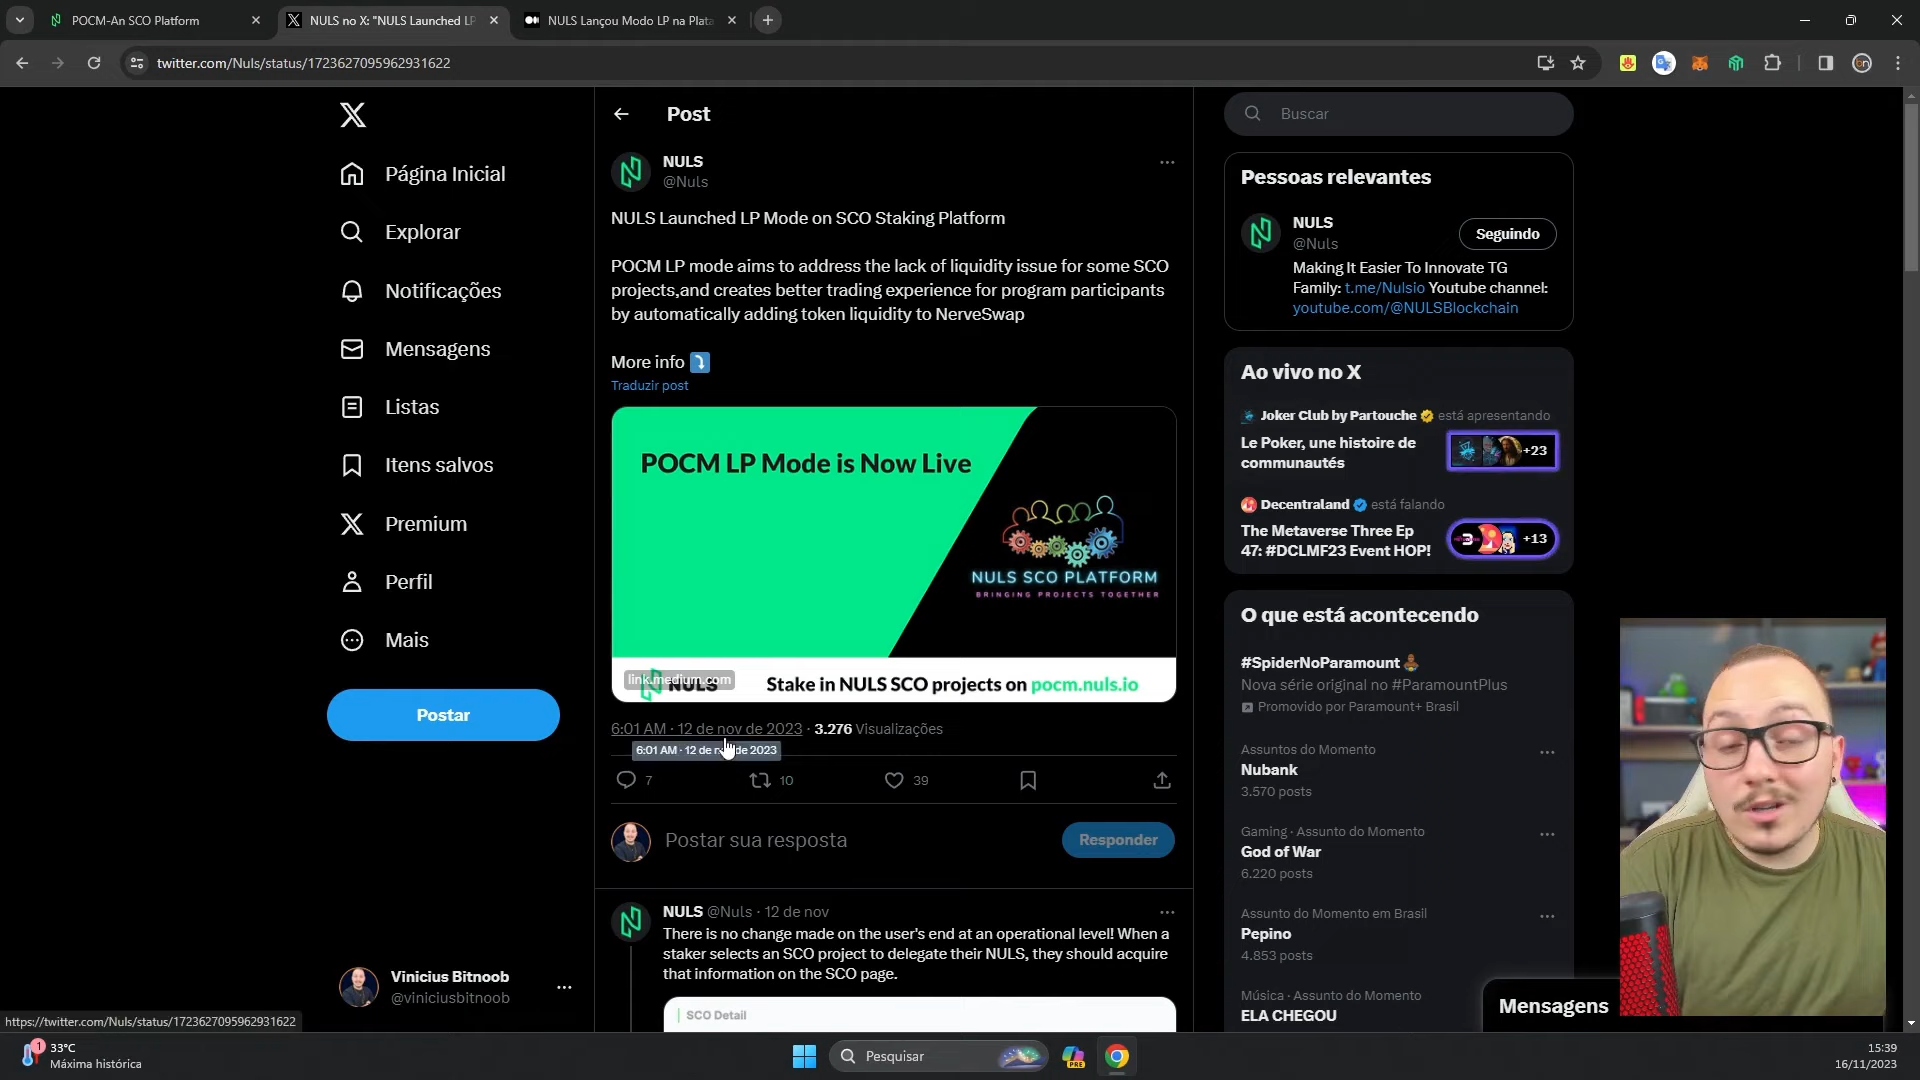 POCM-An SCO Platform
NULS no X: "NULS Launched LP
NULS Lançou Modo LP na Plata
twitter.com/Nuls/status/1723627095962931622
Página Inicial
Explorar
Notificações
Mensagens
Listas
Itens salvos
Premium
Perfil
Mais
Postar
Vinicius Bitnoob
@viniciusbitnoob
https://twitter.com/Nuls/status/1723627095962931622
Post
NULS
@Nuls
NULS Launched LP Mode on SCO Staking Platform
POCM LP mode aims to address the lack of liquidity issue for some SCO
projects,and creates better trading experience for program participants
by automatically adding token liquidity to NerveSwap
More info
Traduzir post
POCM LP Mode is Now Live
NULS SCO PLATFORM
BRINGING PROJECTS TOGETHER
link.medium.com
NULS
Stake in NULS SCO projects on pocm.nuls.io
6:01 AM · 12 de nov de 2023 · 3.276 Visualizações
6:01 AM · 12 de nov de 2023
7
10
39
Postar sua resposta
Responder
NULS @Nuls · 12 de nov
There is no change made on the user's end at an operational level! When a
staker selects an SCO project to delegate their NULS, they should acquire
that information on the SCO page.
SCO Detail
Buscar
Pessoas relevantes
NULS
@Nuls
Seguindo
Making It Easier To Innovate TG
Family: t.me/Nulsio Youtube channel:
youtube.com/@NULSBlockchain
Ao vivo no X
Joker Club by Partouche está apresentando
Le Poker, une histoire de
communautés
+23
Decentraland está falando
The Metaverse Three Ep
47: #DCLMF23 Event HOP!
+13
O que está acontecendo
#SpiderNoParamount
Nova série original no #ParamountPlus
Promovido por Paramount+ Brasil
Assuntos do Momento
Nubank
3.570 posts
Gaming · Assunto do Momento
God of War
6.220 posts
Assunto do Momento em Brasil
Pepino
4.853 posts
Música · Assunto do Momento
ELA CHEGOU
Mensagens
1
33°C
Máxima histórica
Pesquisar
PRE
15:39
16/11/2023